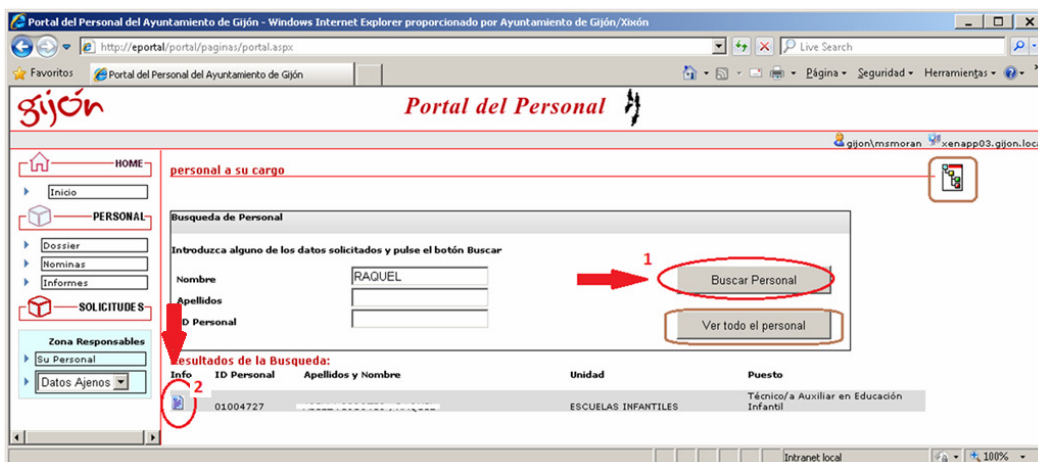 Portal del Personal del Ayuntamiento de Gijón - Windows Internet Explorer proporcionado por Ayuntamiento de Gijón/Xixón
http://eportal/portal/paginas/portal.aspx
Live Search
Favoritos Portal del Personal del Ayuntamiento de Gijón Página Seguridad Herramientas
gijón Portal del Personal
gijon\msmoran xenapp03.gijon.loca
HOME
Inicio
PERSONAL
Dossier
Nominas
Informes
SOLICITUDES
Zona Responsables
Su Personal
Datos Ajenos
personal a su cargo
Busqueda de Personal
Introduzca alguno de los datos solicitados y pulse el botón Buscar
Nombre RAQUEL
Apellidos
ID Personal
1
Buscar Personal
Ver todo el personal
Resultados de la Busqueda:
Info ID Personal Apellidos y Nombre Unidad Puesto
2
01004727 ESCUELAS INFANTILES Técnico/a Auxiliar en Educación
Infantil
Intranet local 100%